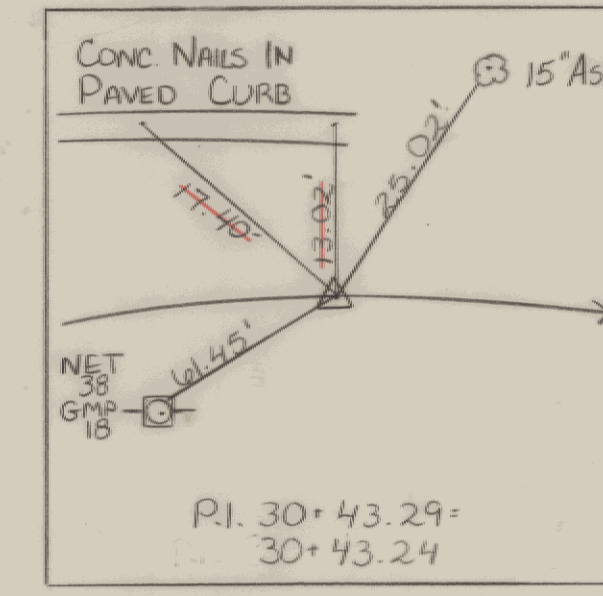 CONC. NAILS IN
PAVED CURB
15" As
25.02'
17.40'
13.02'
61.45'
NET
38
GMP
18
P.I. 30+43.29=
30+43.24